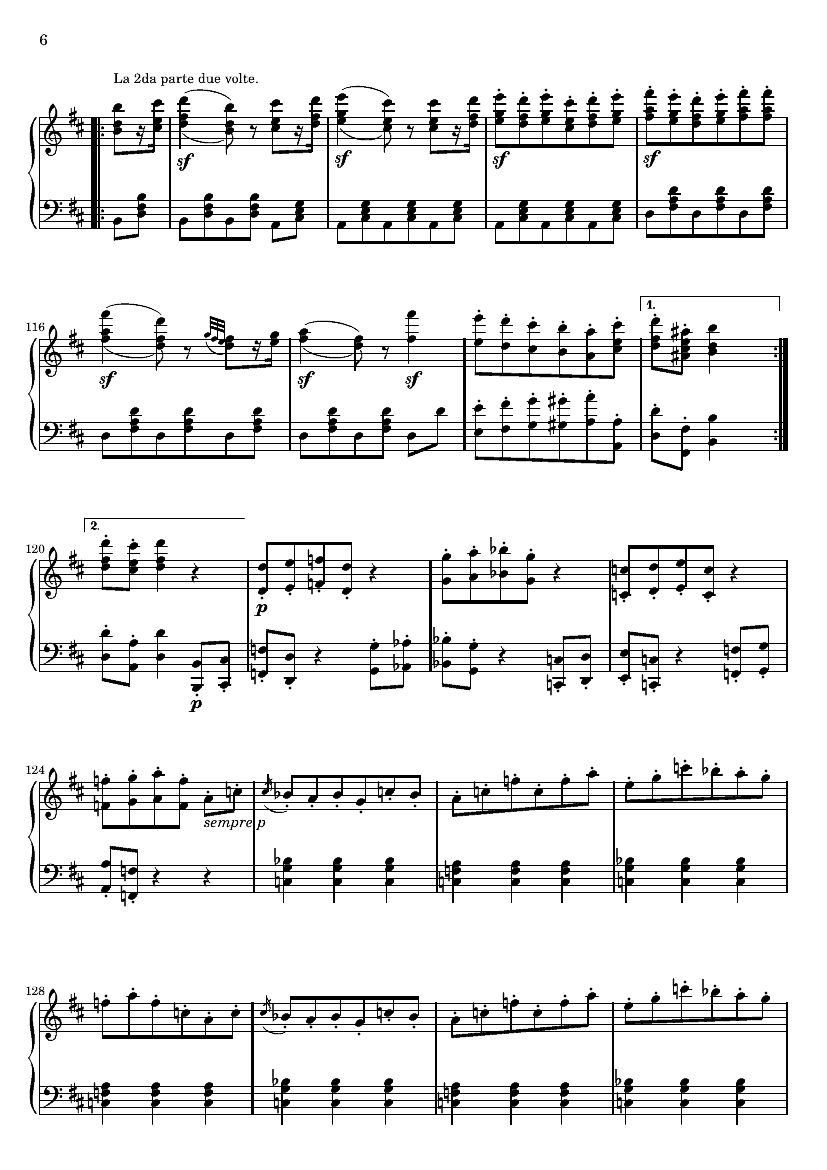 6
La 2da parte due volte.
sf sf sf sf
116
1.
sf sf sf
120
2.
p
p
124
sempre p
128